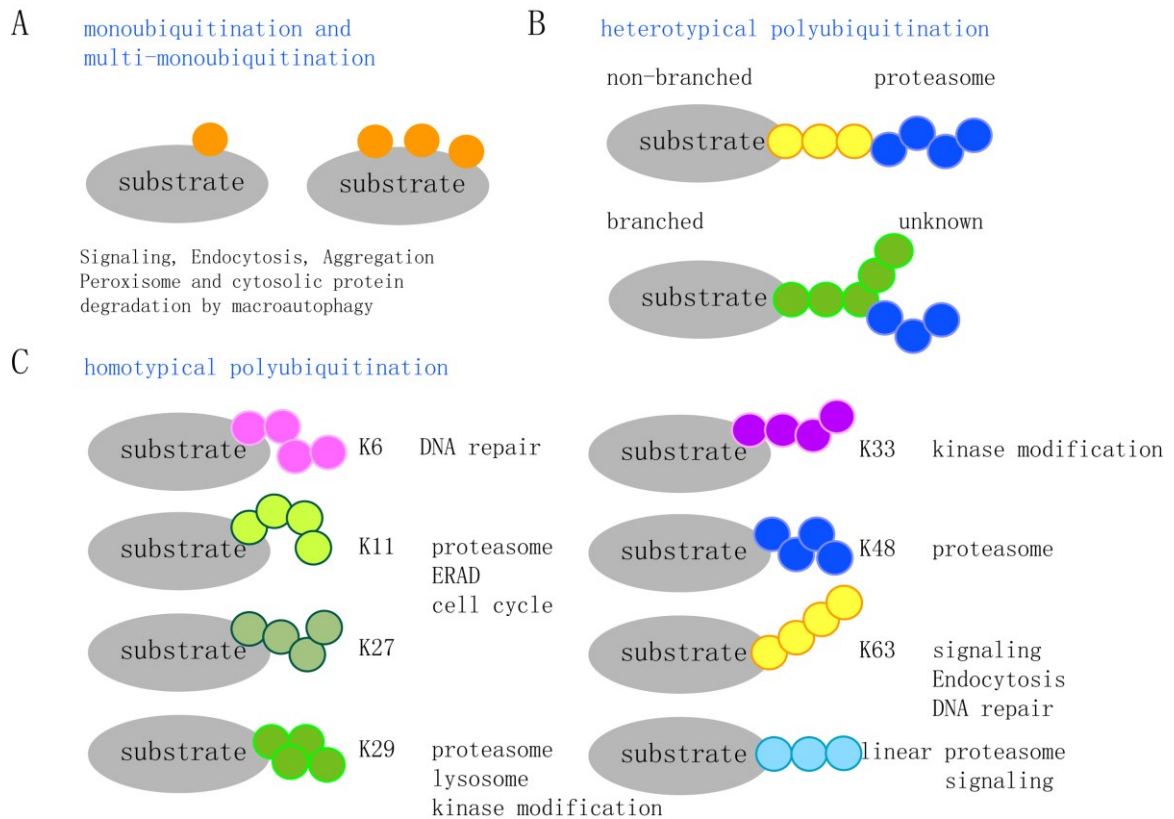 A
monoubiquitination and
multi-monoubiquitination
substrate
substrate
Signaling, Endocytosis, Aggregation
Peroxisome and cytosolic protein
degradation by macroautophagy
B
heterotypical polyubiquitination
non-branched proteasome
substrate
branched unknown
substrate
C
homotypical polyubiquitination
substrate K6 DNA repair
substrate K11 proteasome
ERAD
cell cycle
substrate K27
substrate K29 proteasome
lysosome
kinase modification
substrate K33 kinase modification
substrate K48 proteasome
substrate K63 signaling
Endocytosis
DNA repair
substrate linear proteasome
signaling